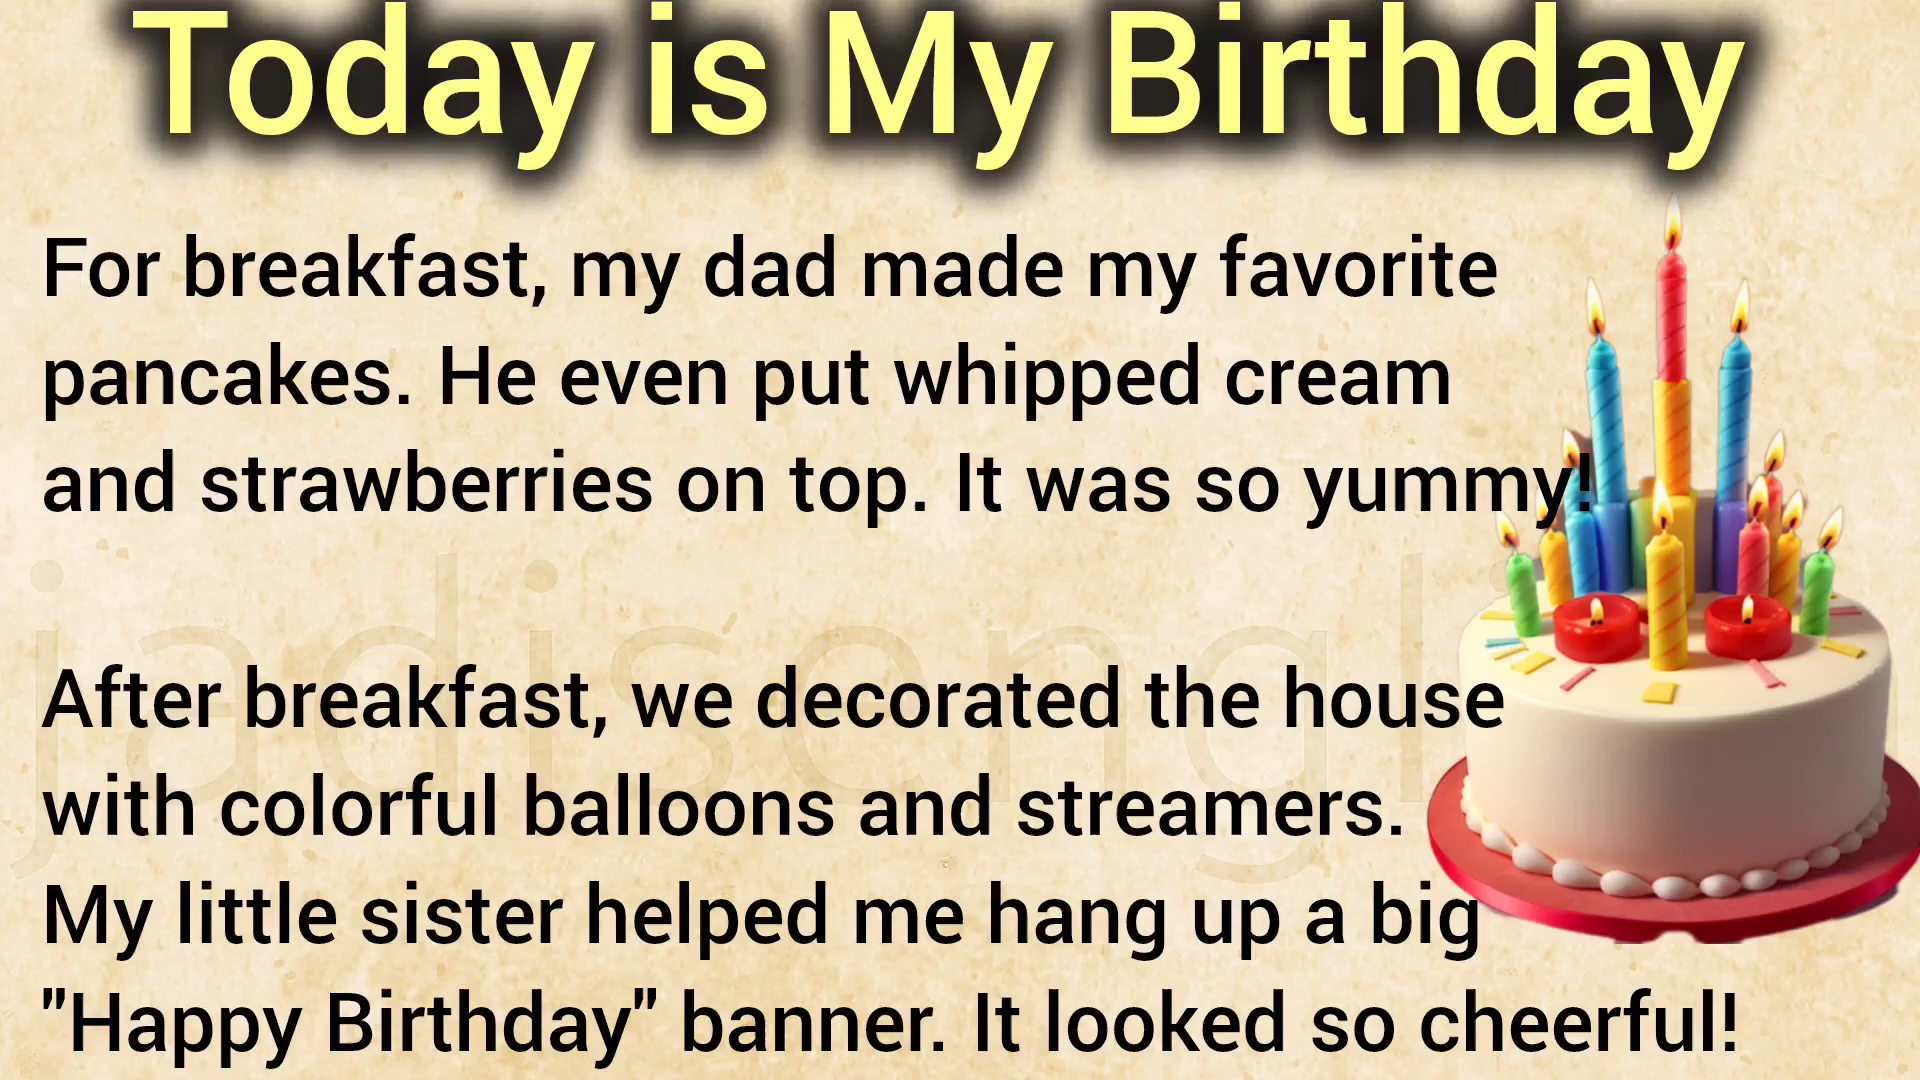 Today is My Birthday
For breakfast, my dad made my favorite
pancakes. He even put whipped cream
and strawberries on top. It was so yummy!
jadisengli
After breakfast, we decorated the house
with colorful balloons and streamers.
My little sister helped me hang up a big
"Happy Birthday" banner. It looked so cheerful!